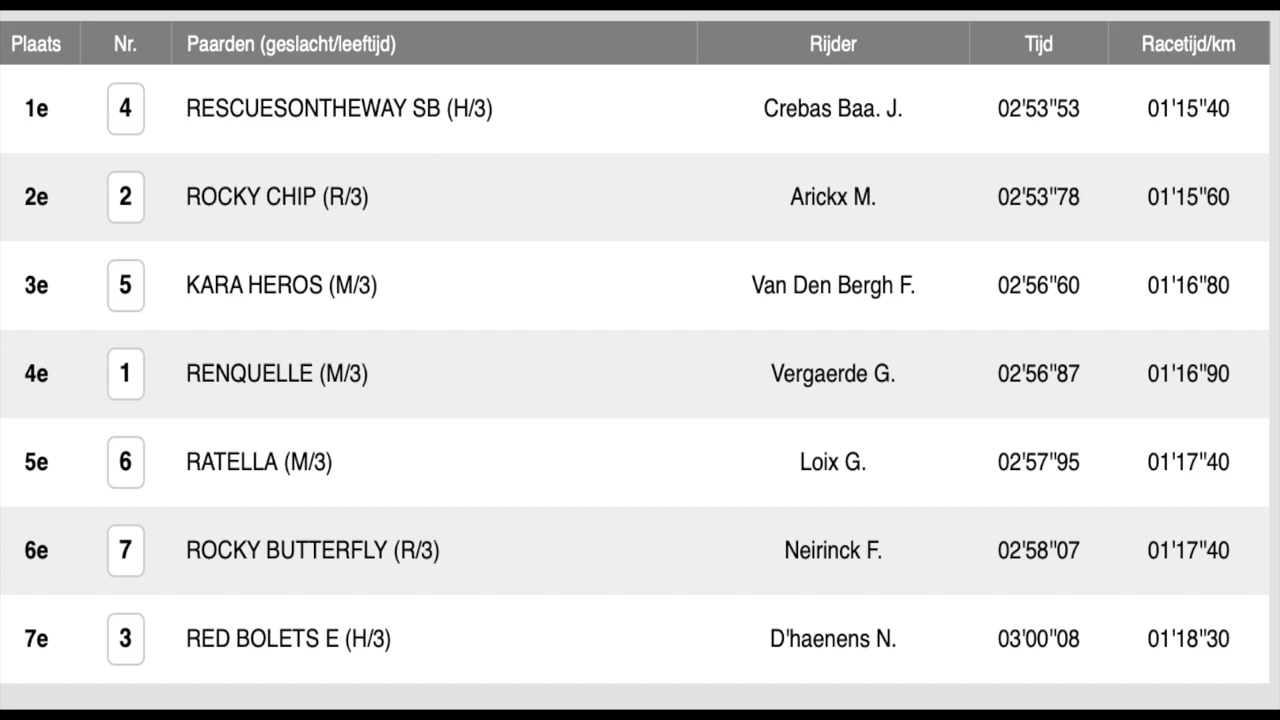 Plaats Nr. Paarden (geslacht/leeftijd) Rijder Tijd Racetijd/km
1e 4 RESCUESONTHEWAY SB (H/3) Crebas Baa. J. 02'53"53 01'15"40
2e 2 ROCKY CHIP (R/3) Arickx M. 02'53"78 01'15"60
3e 5 KARA HEROS (M/3) Van Den Bergh F. 02'56"60 01'16"80
4e 1 RENQUELLE (M/3) Vergaerde G. 02'56"87 01'16"90
5e 6 RATELLA (M/3) Loix G. 02'57"95 01'17"40
6e 7 ROCKY BUTTERFLY (R/3) Neirinck F. 02'58"07 01'17"40
7e 3 RED BOLETS E (H/3) D'haenens N. 03'00"08 01'18"30